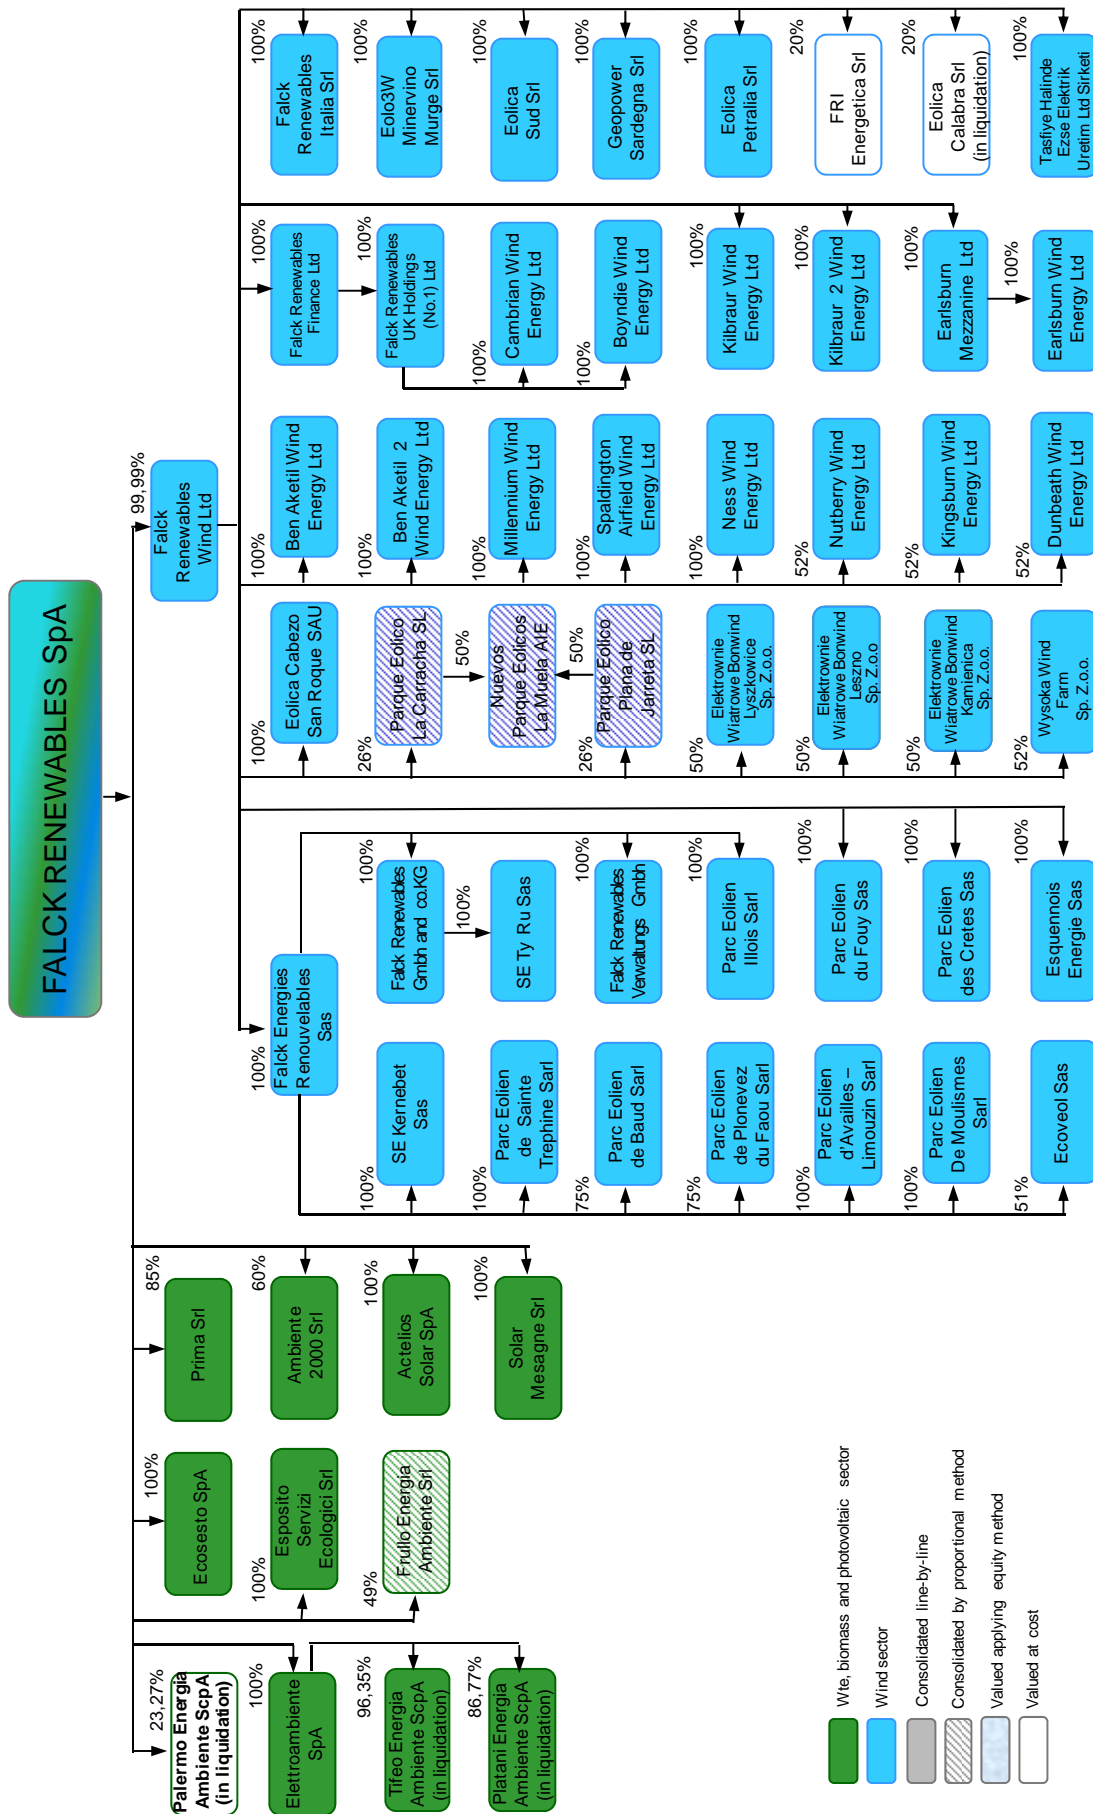 FALCK RENEWABLES SpA
23,27%
Palermo Energia
Ambiente ScpA
(in liquidation)
100%
Elettroambiente
SpA
96,35%
Tifeo Energia
Ambiente ScpA
(in liquidation)
86,77%
Platani Energia
Ambiente ScpA
(in liquidation)
100%
Ecosesto SpA
100%
Esposito
Servizi
Ecologici Srl
49%
Frullo Energia
Ambiente Srl
85%
Prima Srl
60%
Ambiente
2000 Srl
100%
Actelios
Solar SpA
100%
Solar
Mesagne Srl
99,99%
Falck
Renewables
Wind Ltd
100%
Falck Energies
Renouvelables
Sas
100%
SE Kernebet
Sas
100%
Parc Eolien
de Sainte
Trephine Sarl
75%
Parc Eolien
de Baud Sarl
75%
Parc Eolien
de Plonevez
du Faou Sarl
100%
Parc Eolien
d'Availles –
Limouzin Sarl
100%
Parc Eolien
De Moulismes
Sarl
51%
Ecoveol Sas
100%
Falck Renewables
Gmbh and co.KG
100%
SE Ty Ru Sas
100%
Falck Renewables
Verwaltungs Gmbh
100%
Parc Eolien
Illois Sarl
100%
Parc Eolien
du Fouy Sas
100%
Parc Eolien
des Cretes Sas
100%
Esquennois
Energie Sas
100%
Eolica Cabezo
San Roque SAU
26%
Parque Eolico
La Carracha SL
50%
Nuevos
Parque Eolicos
La Muela AIE
50%
26%
Parque Eolico
Plana de
Jarreta SL
50%
Elektrownie
Wiatrowe Bonwind
Lyszkowice
Sp. Z.o.o.
50%
Elektrownie
Wiatrowe Bonwind
Leszno
Sp. Z.o.o
50%
Elektrownie
Wiatrowe Bonwind
Kamienica
Sp. Z.o.o.
52%
Wysoka Wind
Farm
Sp. Z.o.o.
100%
Ben Aketil Wind
Energy Ltd
100%
Ben Aketil 2
Wind Energy Ltd
100%
Millennium Wind
Energy Ltd
100%
Spaldington
Airfield Wind
Energy Ltd
100%
Ness Wind
Energy Ltd
52%
Nutberry Wind
Energy Ltd
52%
Kingsburn Wind
Energy Ltd
52%
Dunbeath Wind
Energy Ltd
100%
Falck Renewables
Finance Ltd
100%
Falck Renewables
UK Holdings
(No.1) Ltd
100%
Cambrian Wind
Energy Ltd
100%
Boyndie Wind
Energy Ltd
100%
Kilbraur Wind
Energy Ltd
100%
Kilbraur 2 Wind
Energy Ltd
100%
Earlsburn
Mezzanine Ltd
100%
Earlsburn Wind
Energy Ltd
100%
Falck
Renewables
Italia Srl
100%
Eolo3W
Minervino
Murge Srl
100%
Eolica
Sud Srl
100%
Geopower
Sardegna Srl
100%
Eolica
Petralia Srl
20%
FRI
Energetica Srl
20%
Eolica
Calabra Srl
(in liquidation)
100%
Tasfiye Halinde
Ezse Elektrik
Uretim Ltd Sirketi
Wte, biomass and photovoltaic sector
Wind sector
Consolidated line-by-line
Consolidated by proportional method
Valued applying equity method
Valued at cost